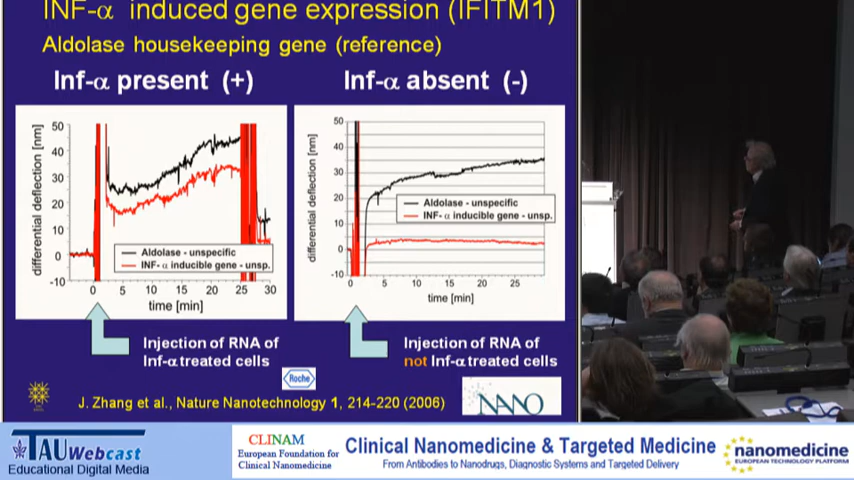 INF-α induced gene expression (IFITM1)
Aldolase housekeeping gene (reference)
Inf-α present (+)
Inf-α absent (-)
differential deflection [nm]
50
40
30
20
10
0
-10
Aldolase - unspecific
INF- α inducible gene - unsp.
0 5 10 15 20 25 30
time [min]
differential deflection [nm]
50
40
30
20
10
0
-10
Aldolase - unspecific
INF- α inducible gene - unsp.
0 5 10 15 20 25
time [min]
Injection of RNA of
Inf-α treated cells
Injection of RNA of
not Inf-α treated cells
Roche
J. Zhang et al., Nature Nanotechnology 1, 214-220 (2006)
NANO
TAU Webcast
Educational Digital Media
CLINAM
European Foundation for
Clinical Nanomedicine
Clinical Nanomedicine & Targeted Medicine
From Antibodies to Nanodrugs, Diagnostic Systems and Targeted Delivery
nanomedicine
EUROPEAN TECHNOLOGY PLATFORM